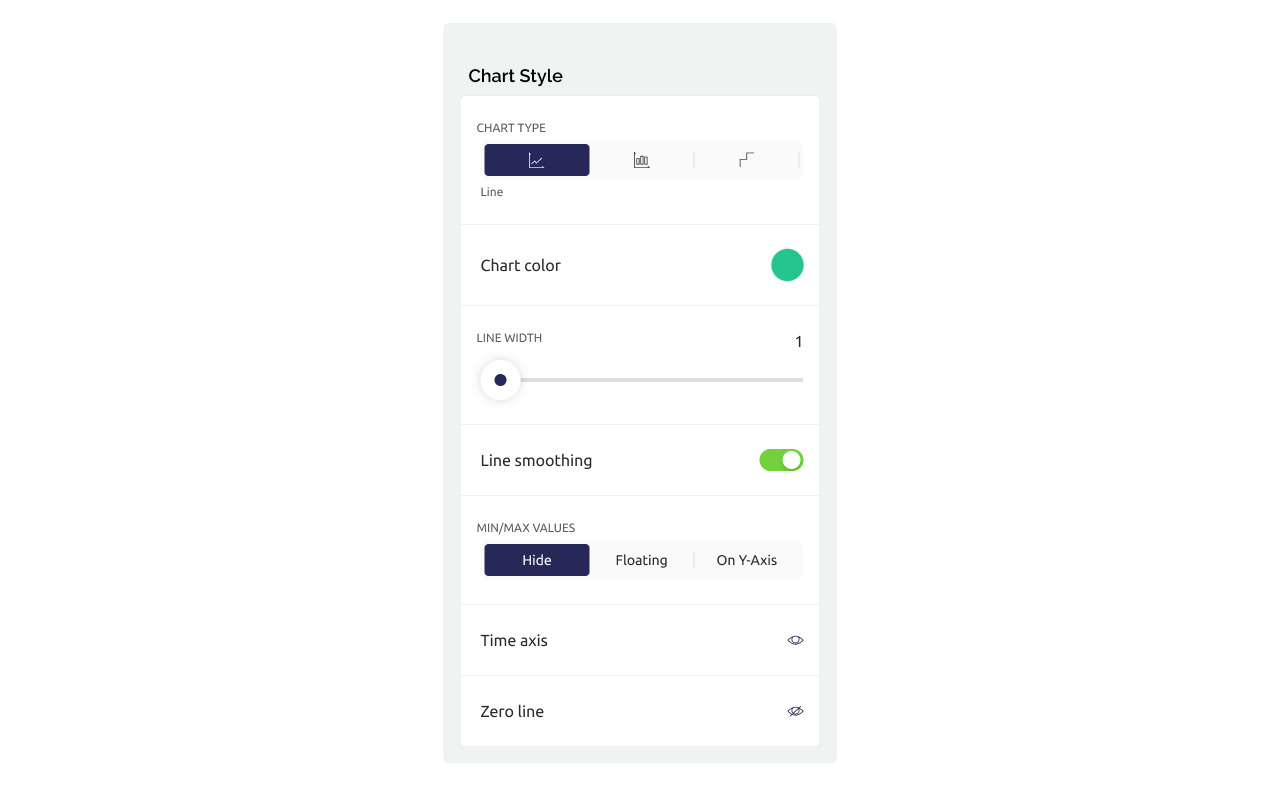 Chart Style
CHART TYPE
Line
Chart color
LINE WIDTH
1
Line smoothing
MIN/MAX VALUES
Hide Floating On Y-Axis
Time axis
Zero line